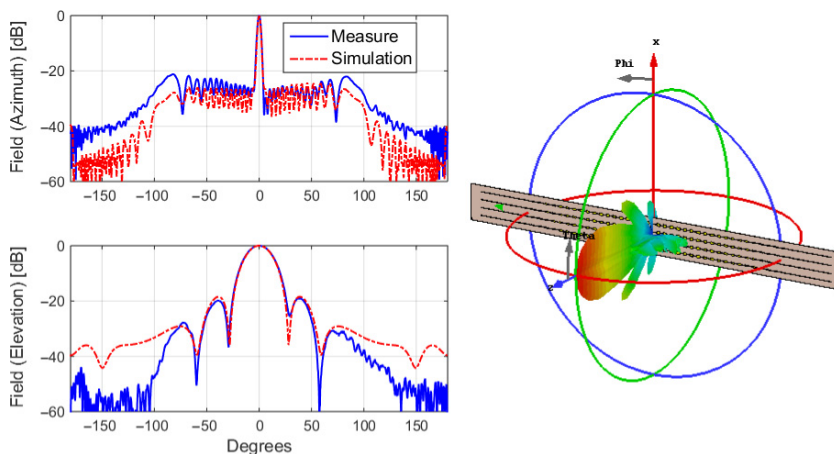 0
−20
−40
−60
Field (Azimuth) [dB]
−150
−100
−50
0
50
100
150
Measure
Simulation
0
−20
−40
−60
Field (Elevation) [dB]
−150
−100
−50
0
50
100
150
Degrees
x
Phi
Theta
z